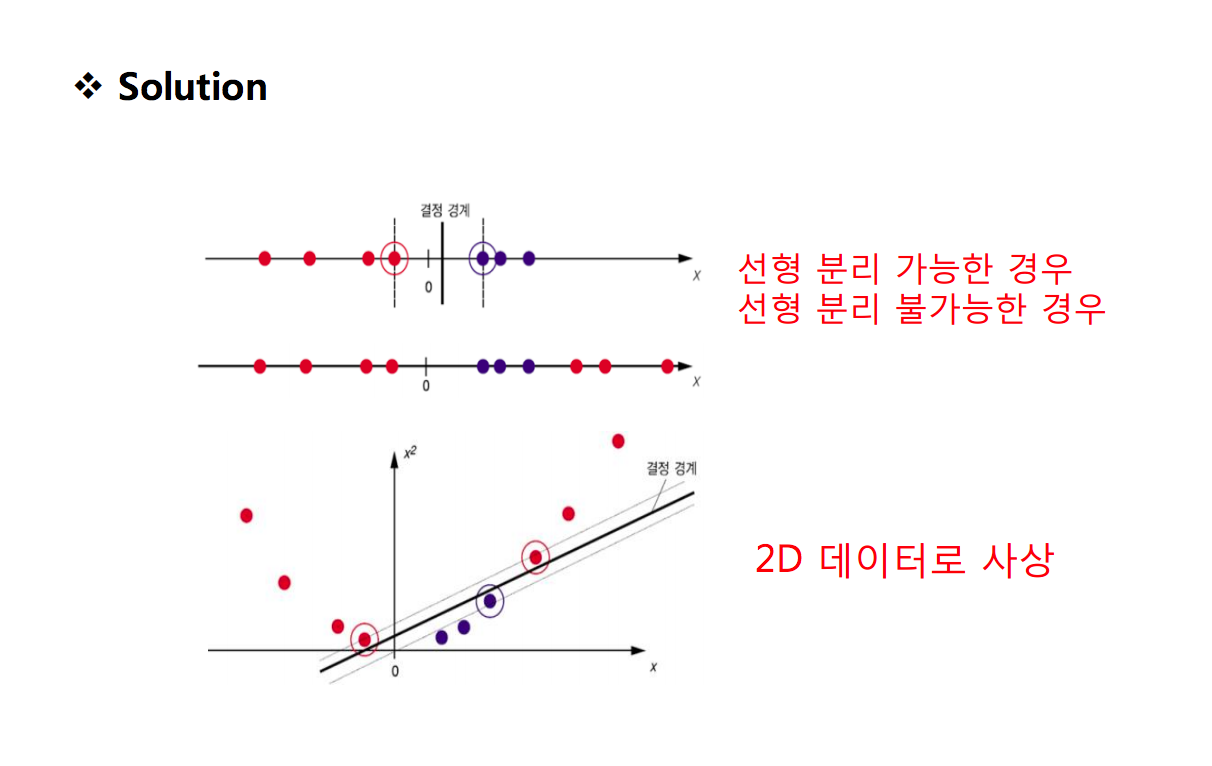 ❖ Solution
결정 경계
0
x
선형 분리 가능한 경우
선형 분리 불가능한 경우
0
x
x²
결정 경계
2D 데이터로 사상
0
x